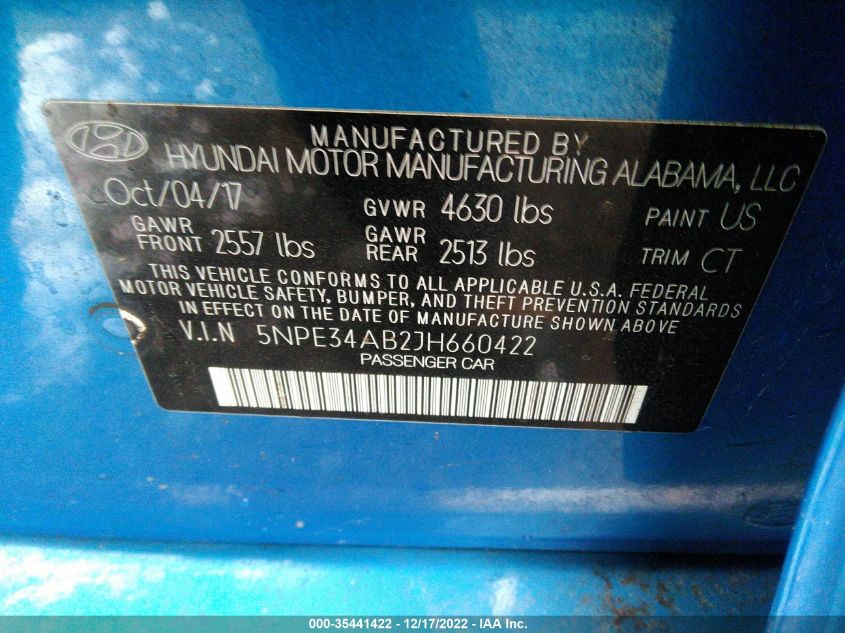 MANUFACTURED BY
HYUNDAI MOTOR MANUFACTURING ALABAMA, LLC
Oct/04/17 GVWR 4630 lbs PAINT US
GAWR FRONT 2557 lbs GAWR REAR 2513 lbs TRIM CT
THIS VEHICLE CONFORMS TO ALL APPLICABLE U.S.A. FEDERAL
MOTOR VEHICLE SAFETY, BUMPER, AND THEFT PREVENTION STANDARDS
IN EFFECT ON THE DATE OF MANUFACTURE SHOWN ABOVE
V.I.N 5NPE34AB2JH660422
PASSENGER CAR
000-35441422 - 12/17/2022 - IAA Inc.